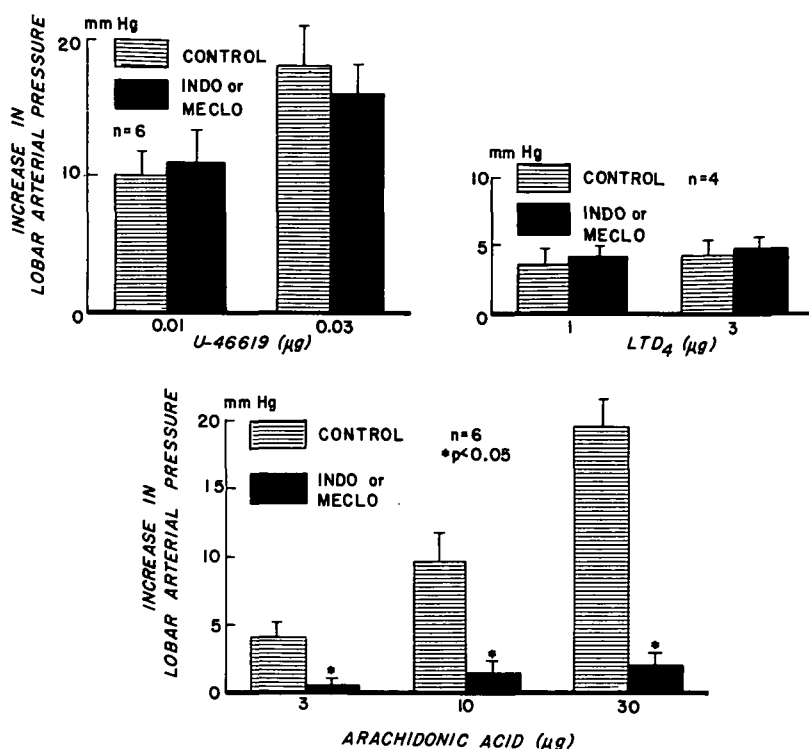 mm Hg
20
10
0
INCREASE IN
LOBAR ARTERIAL PRESSURE
CONTROL
INDO or
MECLO
n=6
0.01
0.03
U-46619 (μg)
mm Hg
10
5
0
CONTROL n=4
INDO or
MECLO
1
3
LTD4 (μg)
mm Hg
20
15
10
5
0
INCREASE IN
LOBAR ARTERIAL PRESSURE
CONTROL
INDO or
MECLO
n=6
*p<0.05
*
*
*
3
10
30
ARACHIDONIC ACID (μg)